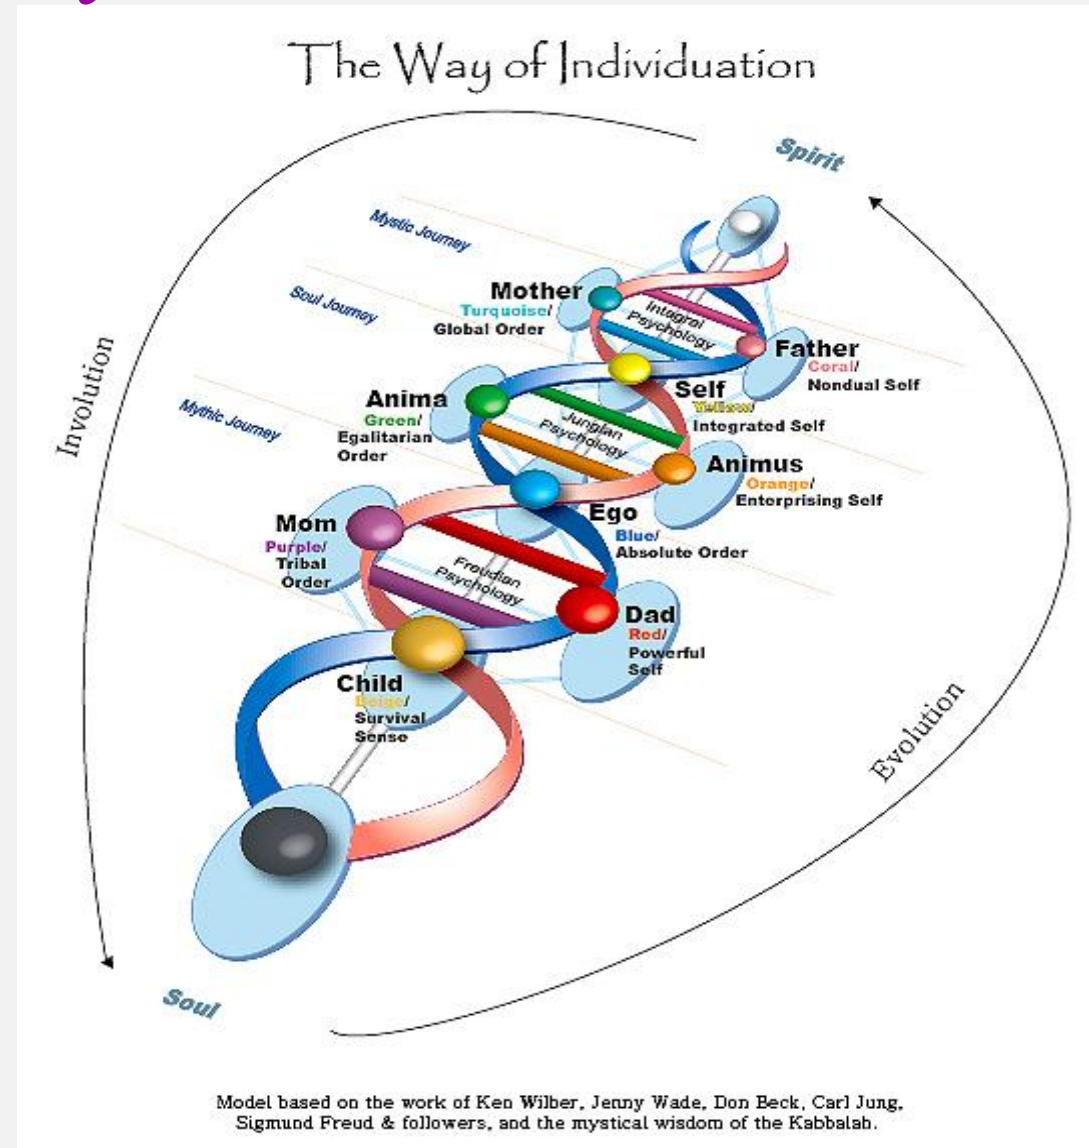 The Way of Individuation
Spirit
Mystic Journey
Soul Journey
Mythic Journey
Involution
Evolution
Mother
Turquoise/
Global Order
Integral
Psychology
Father
Coral/
Nondual Self
Self
Yellow/
Integrated Self
Anima
Green/
Egalitarian
Order
Jungian
Psychology
Animus
Orange/
Enterprising Self
Ego
Blue/
Absolute Order
Mom
Purple/
Tribal
Order
Freudian
Psychology
Dad
Red/
Powerful
Self
Child
Beige/
Survival
Sense
Soul
Model based on the work of Ken Wilber, Jenny Wade, Don Beck, Carl Jung,
Sigmund Freud & followers, and the mystical wisdom of the Kabbalah.